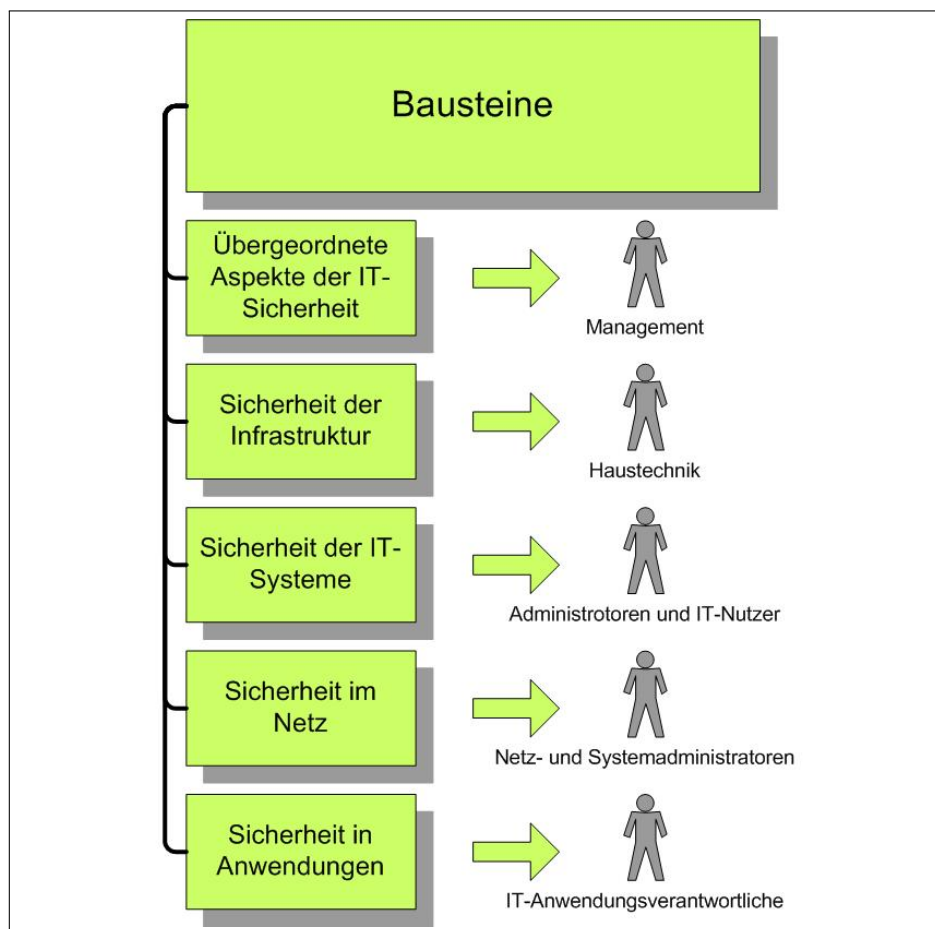 Bausteine
Übergeordnete
Aspekte der IT-
Sicherheit
Management
Sicherheit der
Infrastruktur
Haustechnik
Sicherheit der IT-
Systeme
Administrotoren und IT-Nutzer
Sicherheit im
Netz
Netz- und Systemadministratoren
Sicherheit in
Anwendungen
IT-Anwendungsverantwortliche